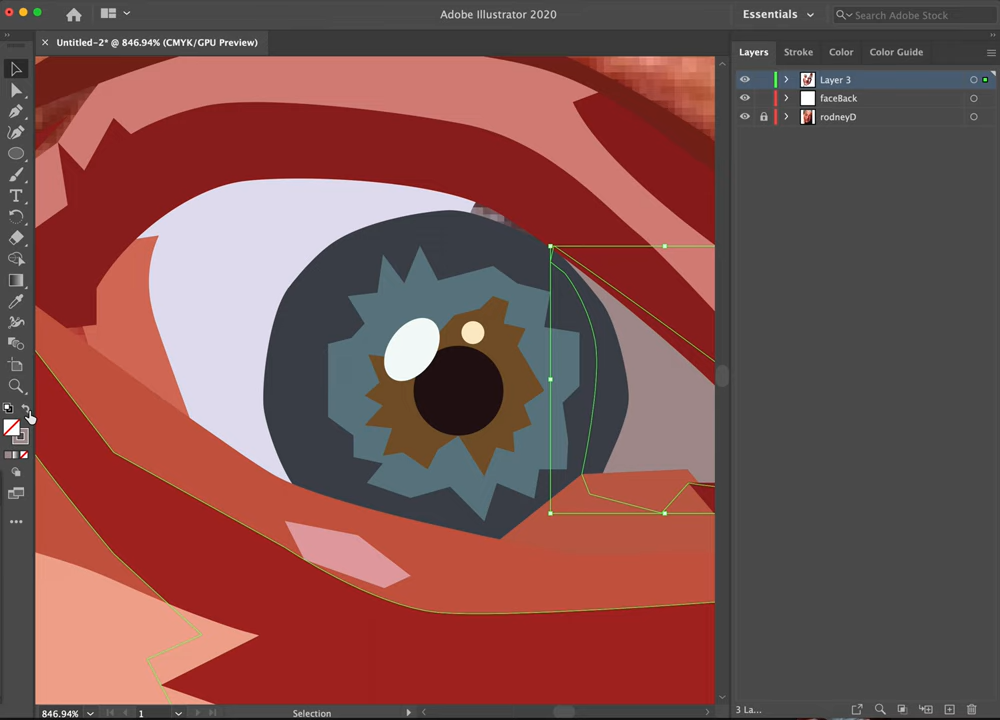 Adobe Illustrator 2020
Essentials
Search Adobe Stock
Untitled-2* @ 846.94% (CMYK/GPU Preview)
Layers
Stroke
Color
Color Guide
Layer 3
faceBack
rodneyD
T
846.94%
1
Selection
3 La...